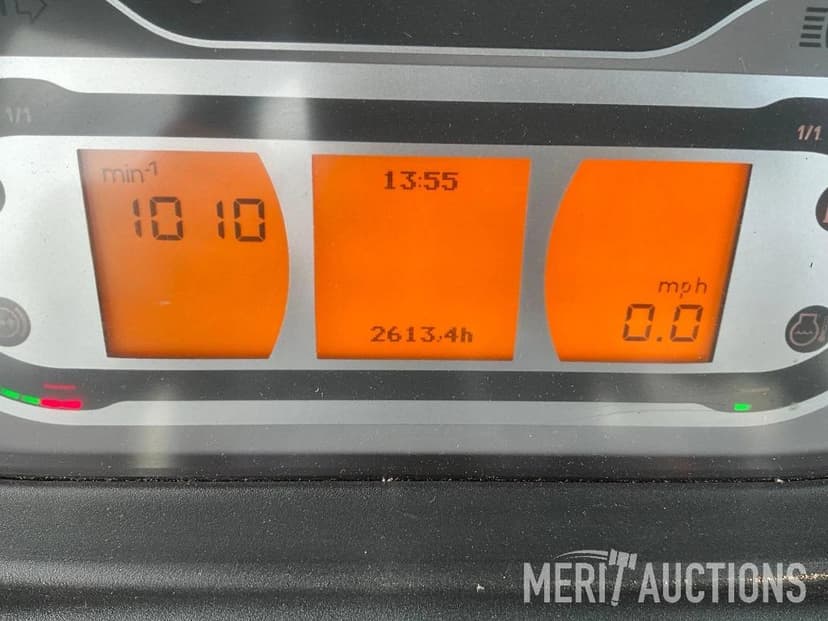 1/1
1/1
min-1
1010
13:55
2613,4h
mph
0.0
MERIT AUCTIONS